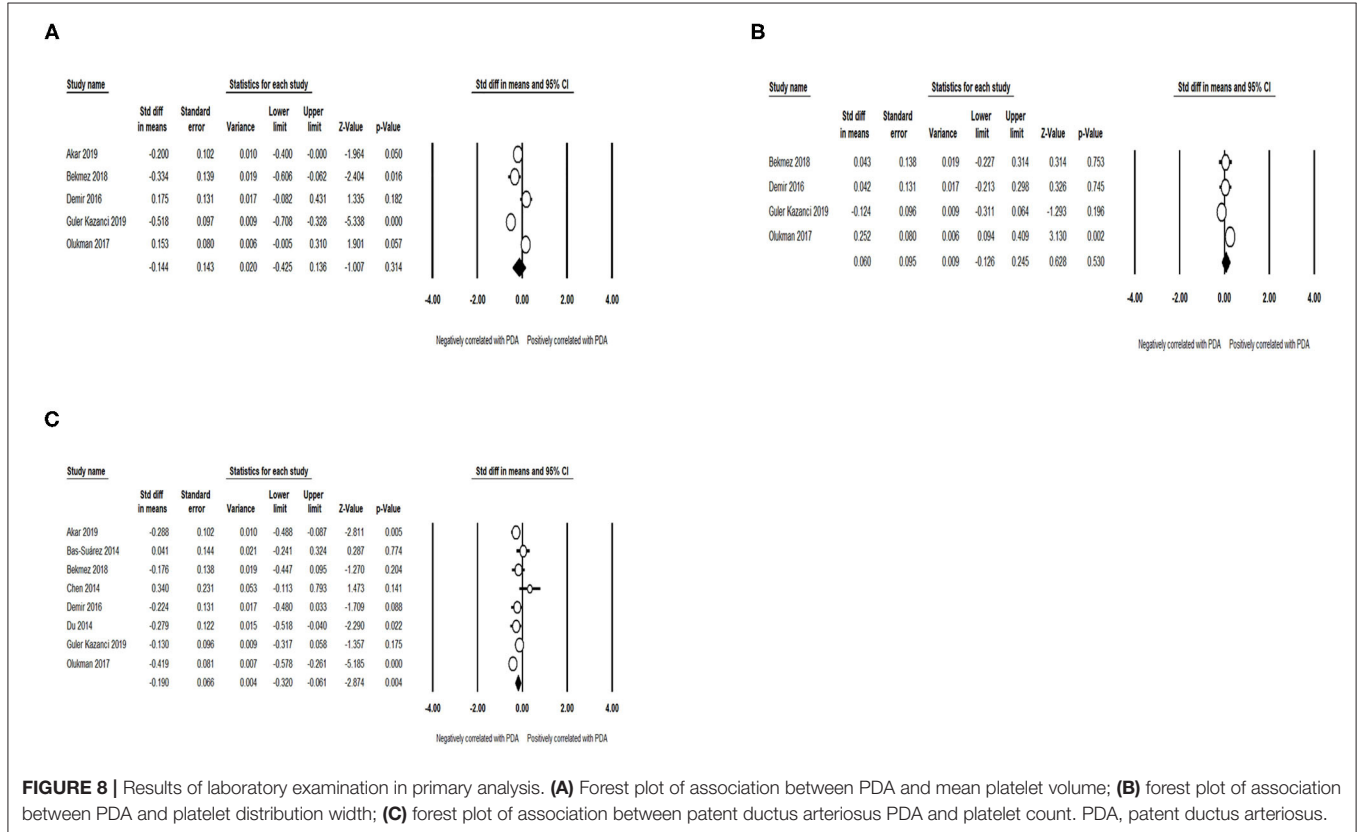 A
Study name Statistics for each study Std diff in means and 95% CI
Std diff Standard Lower Upper
in means error Variance limit limit Z-Value p-Value
Akar 2019 -0.200 0.102 0.010 -0.400 -0.000 -1.964 0.050
Bekmez 2018 -0.334 0.139 0.019 -0.606 -0.062 -2.404 0.016
Demir 2016 0.175 0.131 0.017 -0.082 0.431 1.335 0.182
Guler Kazanci 2019 -0.518 0.097 0.009 -0.708 -0.328 -5.338 0.000
Olukman 2017 0.153 0.080 0.006 -0.005 0.310 1.901 0.057
-0.144 0.143 0.020 -0.425 0.136 -1.007 0.314
-4.00 -2.00 0.00 2.00 4.00
Negatively correlated with PDA Positively correlated with PDA
B
Study name Statistics for each study Std diff in means and 95% CI
Std diff Standard Lower Upper
in means error Variance limit limit Z-Value p-Value
Bekmez 2018 0.043 0.138 0.019 -0.227 0.314 0.314 0.753
Demir 2016 0.042 0.131 0.017 -0.213 0.298 0.326 0.745
Guler Kazanci 2019 -0.124 0.096 0.009 -0.311 0.064 -1.293 0.196
Olukman 2017 0.252 0.080 0.006 0.094 0.409 3.130 0.002
0.060 0.095 0.009 -0.126 0.245 0.628 0.530
-4.00 -2.00 0.00 2.00 4.00
Negatively correlated with PDA Positively correlated with PDA
C
Study name Statistics for each study Std diff in means and 95% CI
Std diff Standard Lower Upper
in means error Variance limit limit Z-Value p-Value
Akar 2019 -0.288 0.102 0.010 -0.488 -0.087 -2.811 0.005
Bas-Suárez 2014 0.041 0.144 0.021 -0.241 0.324 0.287 0.774
Bekmez 2018 -0.176 0.138 0.019 -0.447 0.095 -1.270 0.204
Chen 2014 0.340 0.231 0.053 -0.113 0.793 1.473 0.141
Demir 2016 -0.224 0.131 0.017 -0.480 0.033 -1.709 0.088
Du 2014 -0.279 0.122 0.015 -0.518 -0.040 -2.290 0.022
Guler Kazanci 2019 -0.130 0.096 0.009 -0.317 0.058 -1.357 0.175
Olukman 2017 -0.419 0.081 0.007 -0.578 -0.261 -5.185 0.000
-0.190 0.066 0.004 -0.320 -0.061 -2.874 0.004
-4.00 -2.00 0.00 2.00 4.00
Negatively correlated with PDA Positively correlated with PDA
FIGURE 8 | Results of laboratory examination in primary analysis. (A) Forest plot of association between PDA and mean platelet volume; (B) forest plot of association
between PDA and platelet distribution width; (C) forest plot of association between patent ductus arteriosus PDA and platelet count. PDA, patent ductus arteriosus.